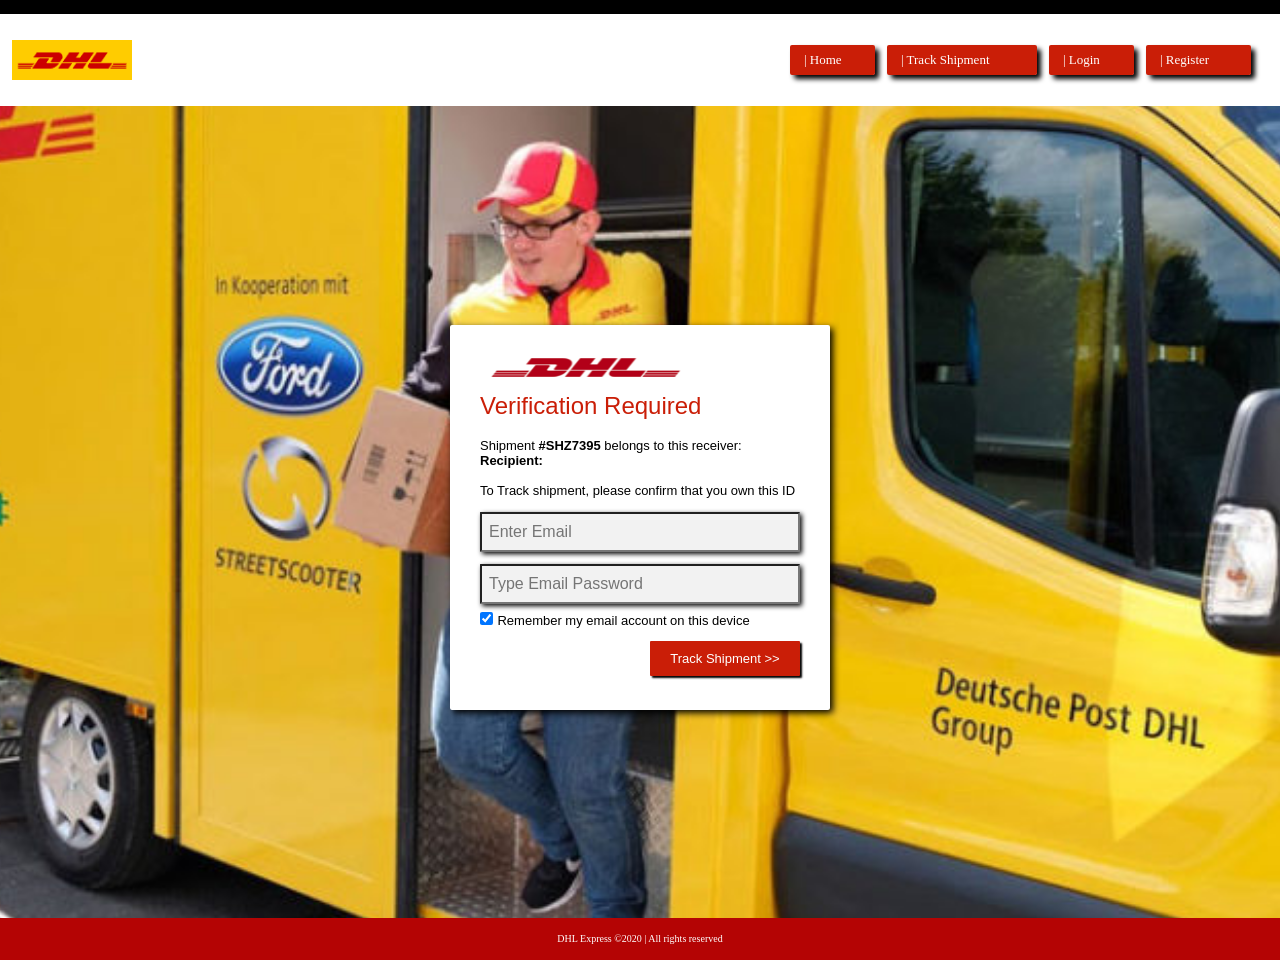 DHL
| Home
| Track Shipment
| Login
| Register
In Kooperation mit
Ford
STREETSCOOTER
DHL
DHL
Verification Required
Shipment #SHZ7395 belongs to this receiver:
Recipient:
To Track shipment, please confirm that you own this ID
Enter Email
Type Email Password
Remember my email account on this device
Track Shipment >>
Deutsche Post DHL
Group
DHL Express ©2020 | All rights reserved